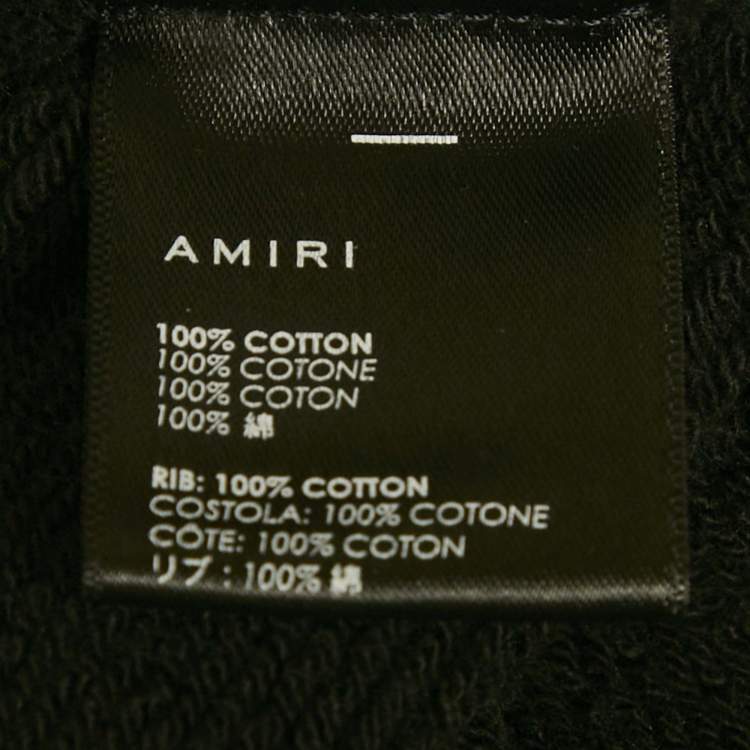 AMIRI
100% COTTON
100% COTONE
100% COTON
100% 綿
RIB: 100% COTTON
COSTOLA: 100% COTONE
CÔTE: 100% COTON
リブ : 100% 綿